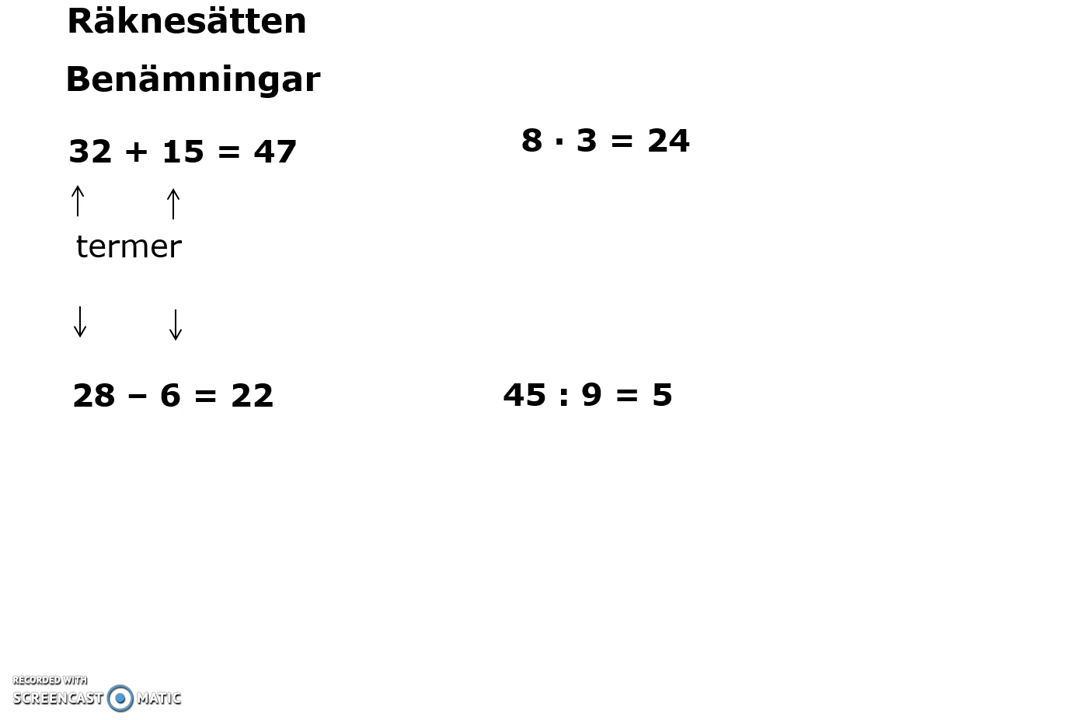 Räknesätten
Benämningar
32 + 15 = 47
8 · 3 = 24
↑ ↑
termer
↓ ↓
28 – 6 = 22
45 : 9 = 5
RECORDED WITH
SCREENCAST MATIC